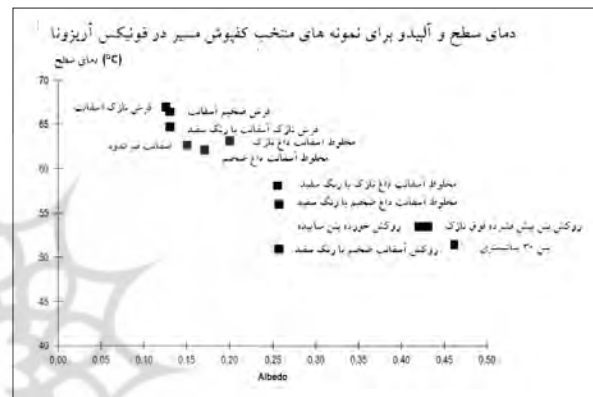 دمای سطح و آلبدو برای نمونه های منتخب کفپوش مسیر در فونیکس آریزونا
دمای سطح (°C)
70
فرش نازک آسفالت
فرش ضخیم آسفالت
65
فرش نازک آسفالت با رنگ سفید
مخلوط آسفالت داغ نازک
مخلوط آسفالت داغ ضخیم
60
مخلوط آسفالت داغ نازک با رنگ سفید
مخلوط آسفالت داغ ضخیم با رنگ سفید
55
روکش خورده بتن ساییده
روکش بتن پیش فشرده فوق نازک
روکش آسفالت ضخیم با رنگ سفید
بتن ۳۰ سانتیمتری
50
45
40
0,00 0,05 0,10 0,15 0,20 0,25 0,30 0,35 0,40 0,45 0,50
Albedo